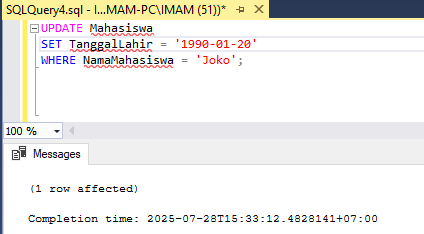 SQLQuery4.sql - I...MAM-PC\IMAM (51))*
UPDATE Mahasiswa
SET TanggalLahir = '1990-01-20'
WHERE NamaMahasiswa = 'Joko';
100 %
Messages
(1 row affected)
Completion time: 2025-07-28T15:33:12.4828141+07:00